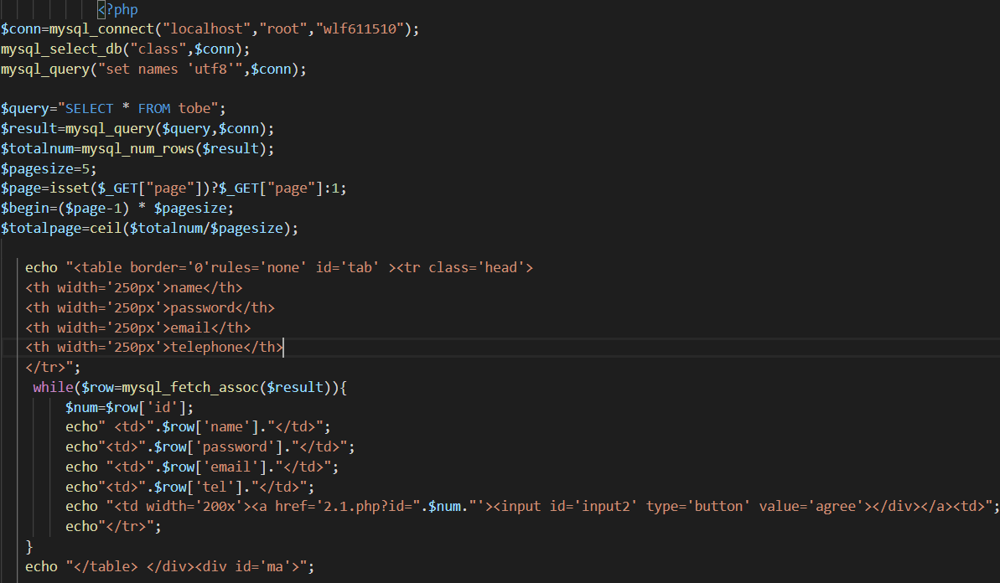 <?php
$conn=mysql_connect("localhost","root","wlf611510");
mysql_select_db("class",$conn);
mysql_query("set names 'utf8'",$conn);
$query="SELECT * FROM tobe";
$result=mysql_query($query,$conn);
$totalnum=mysql_num_rows($result);
$pagesize=5;
$page=isset($_GET["page"])?$_GET["page"]:1;
$begin=($page-1) * $pagesize;
$totalpage=ceil($totalnum/$pagesize);
echo "<table border='0'rules='none' id='tab' ><tr class='head'>
<th width='250px'>name</th>
<th width='250px'>password</th>
<th width='250px'>email</th>
<th width='250px'>telephone</th>
</tr>";
while($row=mysql_fetch_assoc($result)){
$num=$row['id'];
echo" <td>".$row['name']."</td>";
echo"<td>".$row['password']."</td>";
echo "<td>".$row['email']."</td>";
echo"<td>".$row['tel']."</td>";
echo "<td width='200x'><a href='2.1.php?id=".$num."'><input id='input2' type='button' value='agree'></div></a><td>";
echo"</tr>";
}
echo "</table> </div><div id='ma'>";